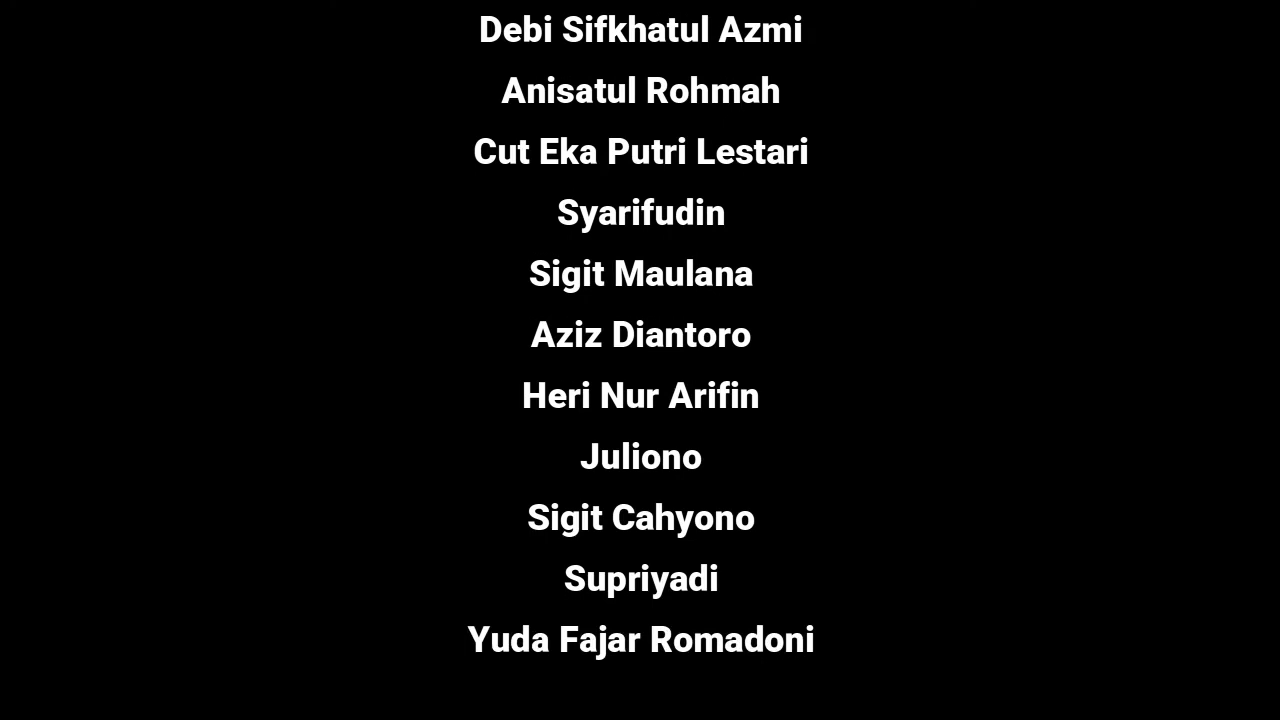 Debi Sifkhatul Azmi
Anisatul Rohmah
Cut Eka Putri Lestari
Syarifudin
Sigit Maulana
Aziz Diantoro
Heri Nur Arifin
Juliono
Sigit Cahyono
Supriyadi
Yuda Fajar Romadoni